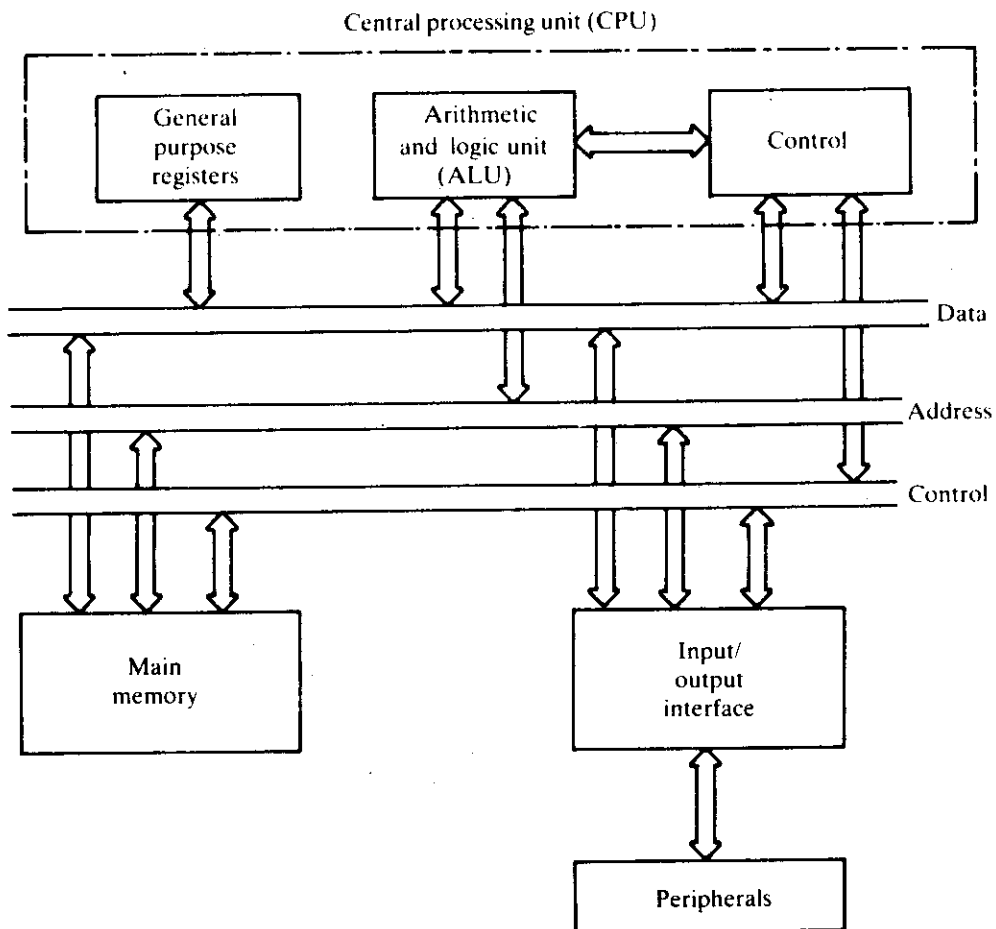 Central processing unit (CPU)
General
purpose
registers
Arithmetic
and logic unit
(ALU)
Control
Data
Address
Control
Main
memory
Input/
output
interface
Peripherals